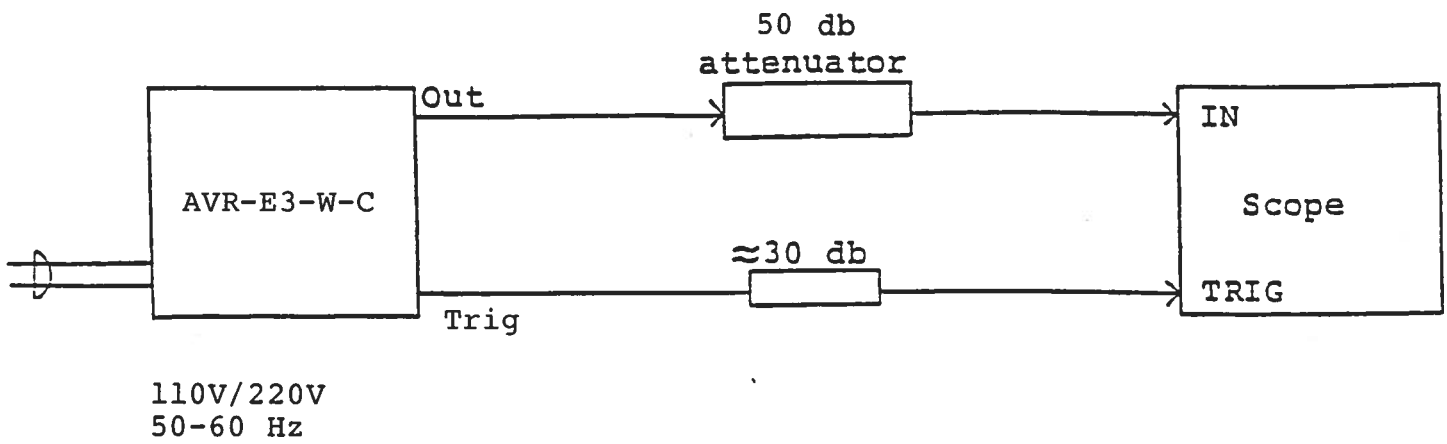 50 db
attenuator
Out
IN
AVR-E3-W-C
Scope
≈30 db
TRIG
Trig
110V/220V
50-60 Hz